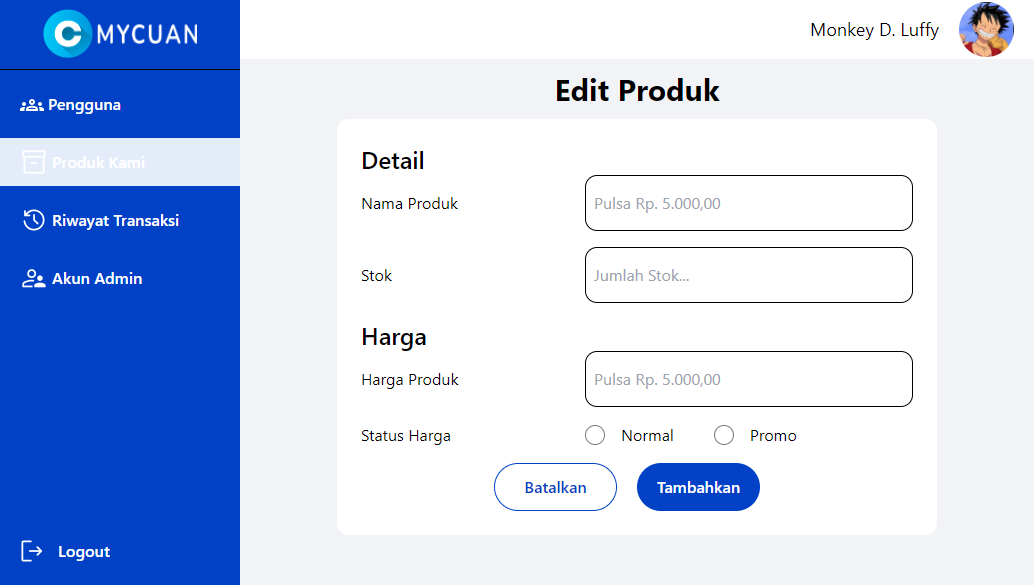 MYCUAN
Monkey D. Luffy
Pengguna
Produk Kami
Riwayat Transaksi
Akun Admin
Logout
Edit Produk
Detail
Nama Produk
Pulsa Rp. 5.000,00
Stok
Jumlah Stok...
Harga
Harga Produk
Pulsa Rp. 5.000,00
Status Harga
Normal
Promo
Batalkan
Tambahkan